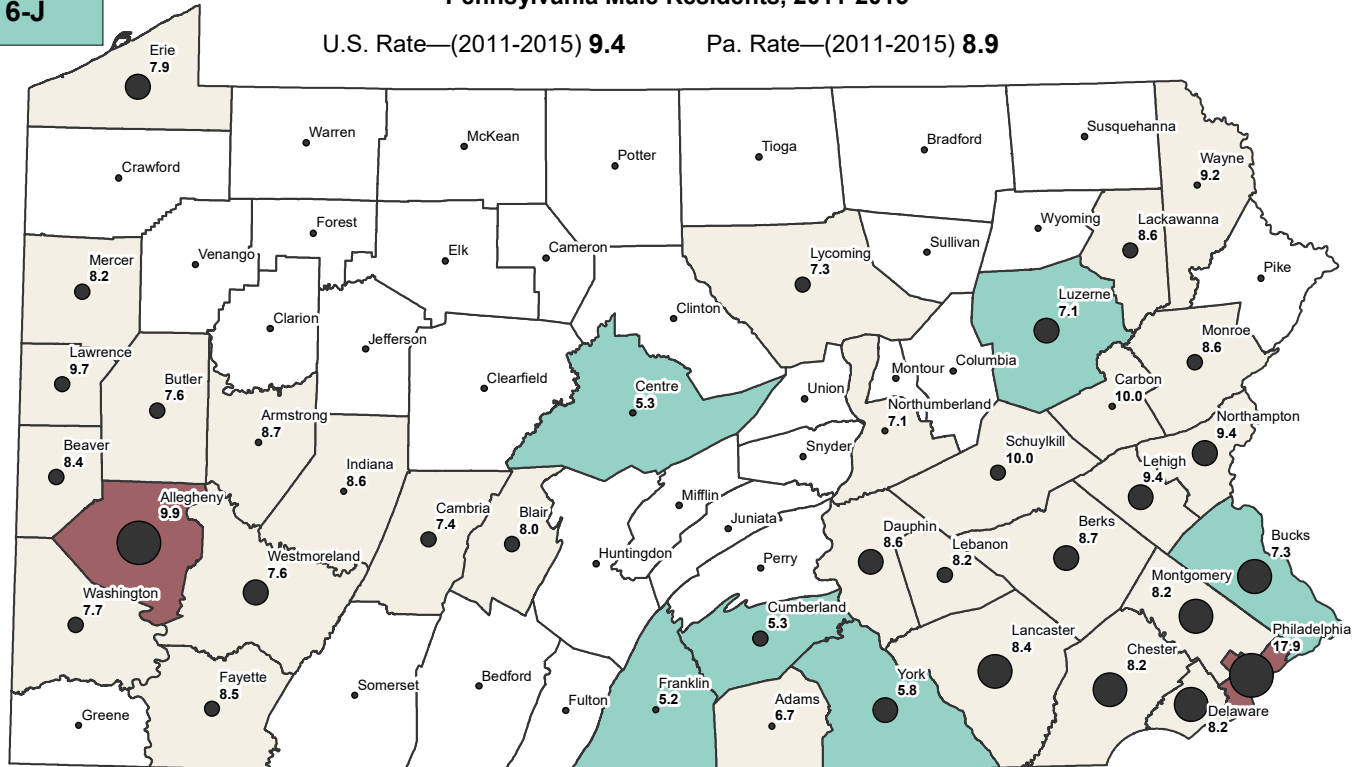 6-J
U.S. Rate—(2011-2015) 9.4
Pa. Rate—(2011-2015) 8.9
Erie
7.9
Warren
McKean
Potter
Tioga
Bradford
Susquehanna
Wayne
9.2
Crawford
Forest
Wyoming
Lackawanna
8.6
Mercer
8.2
Venango
Elk
Cameron
Lycoming
7.3
Sullivan
Pike
Clarion
Clinton
Luzerne
7.1
Jefferson
Monroe
8.6
Lawrence
9.7
Butler
7.6
Clearfield
Centre
5.3
Union
Montour
Columbia
Carbon
10.0
Armstrong
8.7
Northumberland
7.1
Northampton
9.4
Beaver
8.4
Indiana
8.6
Snyder
Schuylkill
10.0
Lehigh
9.4
Allegheny
9.9
Cambria
7.4
Blair
8.0
Mifflin
Juniata
Dauphin
8.6
Lebanon
8.2
Berks
8.7
Bucks
7.3
Westmoreland
7.6
Huntingdon
Perry
Montgomery
8.2
Washington
7.7
Cumberland
5.3
Lancaster
8.4
Chester
8.2
Philadelphia
17.9
Fayette
8.5
Somerset
Bedford
Fulton
Franklin
5.2
Adams
6.7
York
5.8
Delaware
8.2
Greene